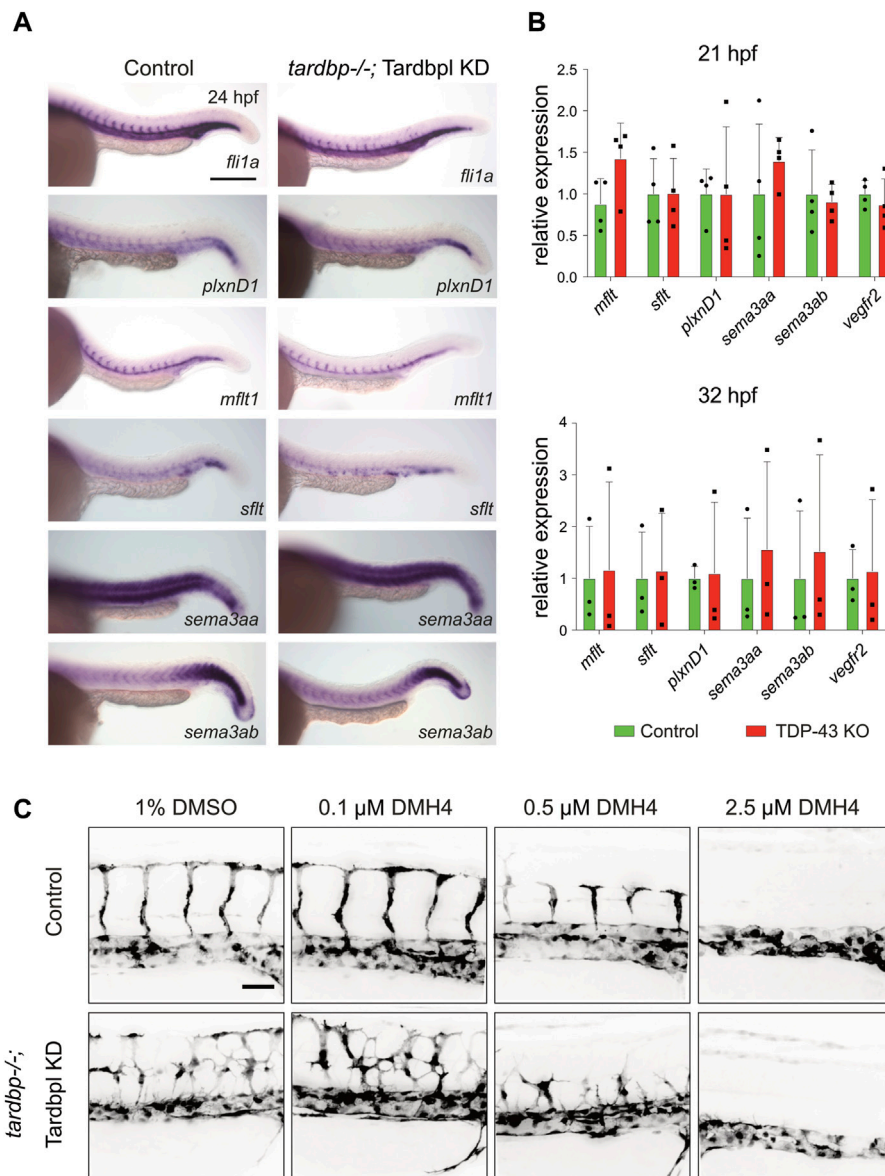 A
Control
tardbp-/-; Tardbpl KD
24 hpf
fli1a
fli1a
plxnD1
plxnD1
mflt1
mflt1
sflt
sflt
sema3aa
sema3aa
sema3ab
sema3ab
B
21 hpf
relative expression
2.5
2.0
1.5
1.0
0.5
0.0
mflt
sflt
plxnD1
sema3aa
sema3ab
vegfr2
32 hpf
relative expression
4
3
2
1
0
mflt
sflt
plxnD1
sema3aa
sema3ab
vegfr2
Control
TDP-43 KO
C
1% DMSO
0.1 µM DMH4
0.5 µM DMH4
2.5 µM DMH4
Control
tardbp-/-;
Tardbpl KD